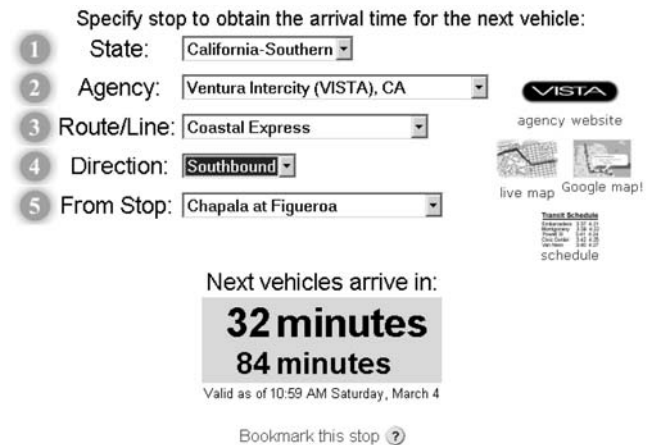 Specify stop to obtain the arrival time for the next vehicle:
1 State: California-Southern
2 Agency: Ventura Intercity (VISTA), CA
VISTA
agency website
3 Route/Line: Coastal Express
4 Direction: Southbound
live map Google map!
5 From Stop: Chapala at Figueroa
Transit Schedule
schedule
Next vehicles arrive in:
32 minutes
84 minutes
Valid as of 10:59 AM Saturday, March 4
Bookmark this stop ?